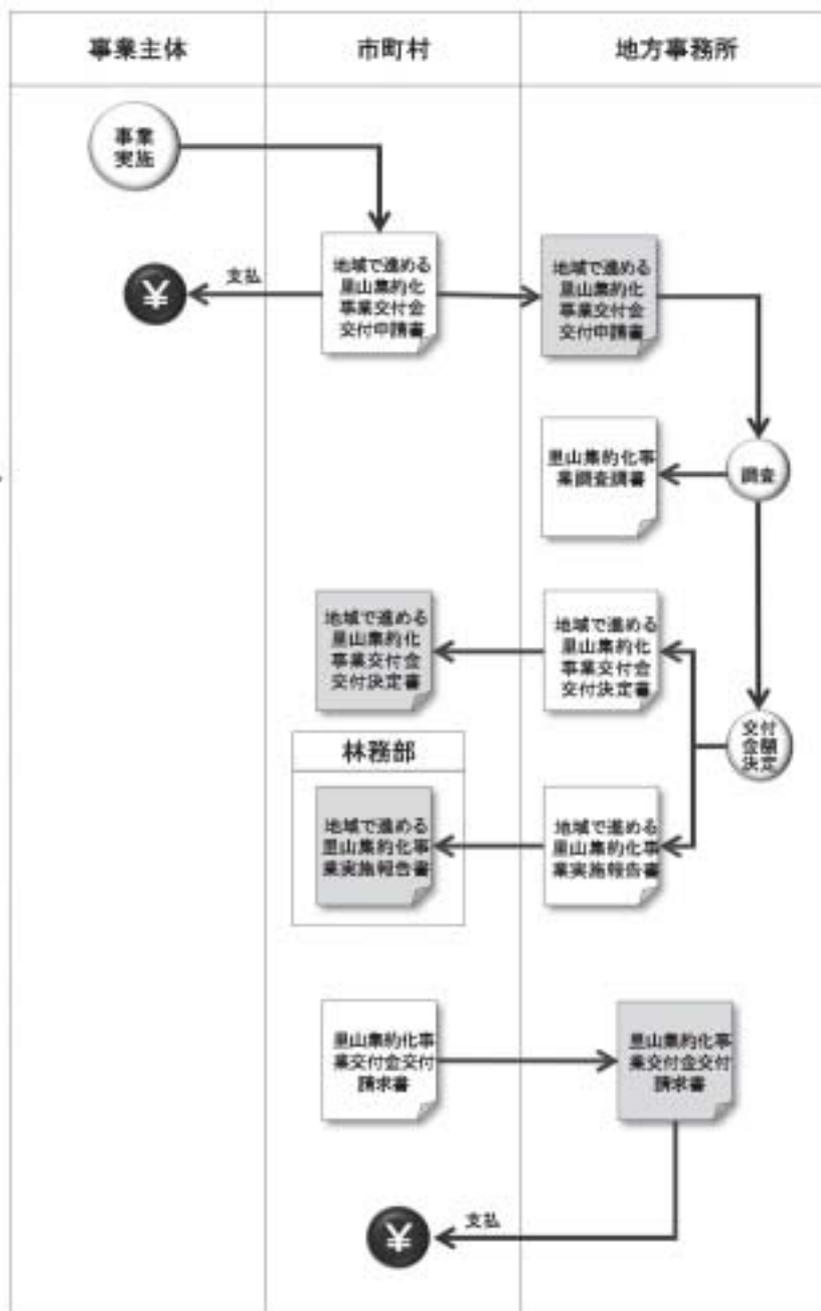 事業主体
市町村
地方事務所
事業
実施
地域で進める
里山集約化
事業交付金
交付申請書
支払
¥
地域で進める
里山集約化
事業交付金
交付申請書
里山集約化事
業調査調書
調査
地域で進める
里山集約化
事業交付金
交付決定書
地域で進める
里山集約化
事業交付金
交付決定書
交付
金額
決定
林務部
地域で進める
里山集約化事
業実施報告書
地域で進める
里山集約化事
業実施報告書
里山集約化事
業交付金交付
請求書
里山集約化事
業交付金交付
請求書
¥
支払